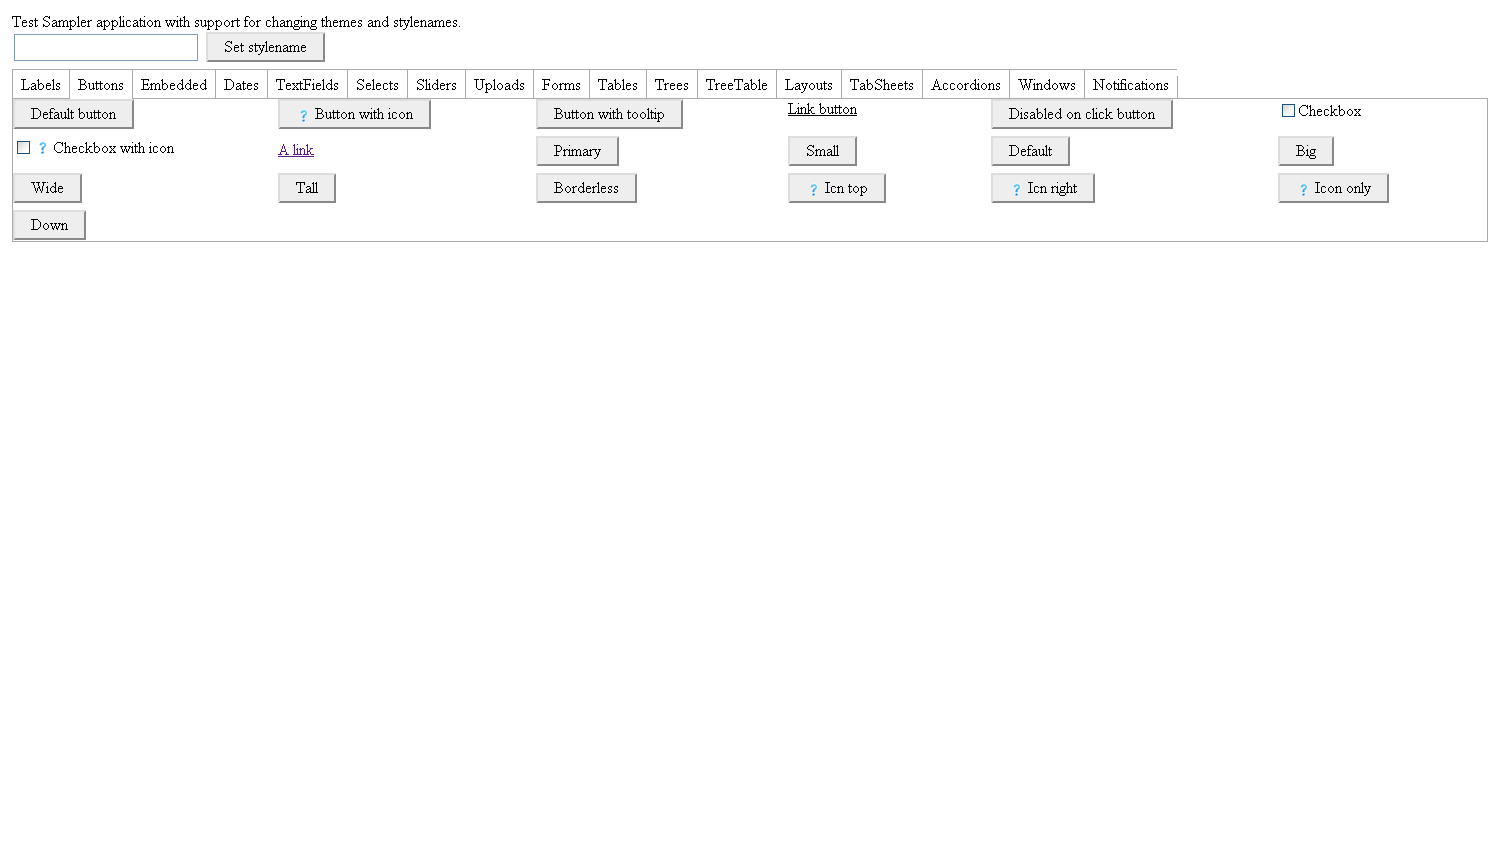 Test Sampler application with support for changing themes and stylenames.
Set stylename
Labels Buttons Embedded Dates TextFields Selects Sliders Uploads Forms Tables Trees TreeTable Layouts TabSheets Accordions Windows Notifications
Default button ? Button with icon Button with tooltip Link button Disabled on click button Checkbox
? Checkbox with icon A link Primary Small Default Big
Wide Tall Borderless ? Icn top ? Icn right ? Icon only
Down